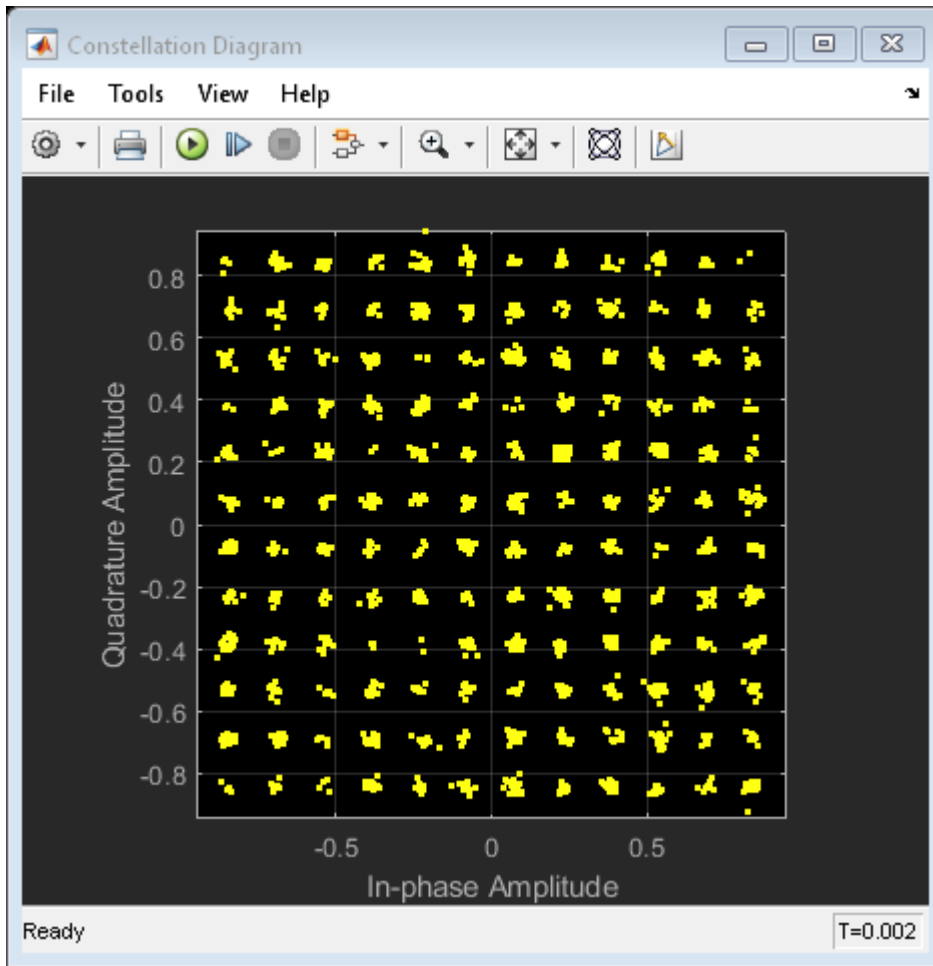 Constellation Diagram
File Tools View Help
0.8
0.6
0.4
0.2
0
-0.2
-0.4
-0.6
-0.8
Quadrature Amplitude
-0.5 0 0.5
In-phase Amplitude
Ready T=0.002